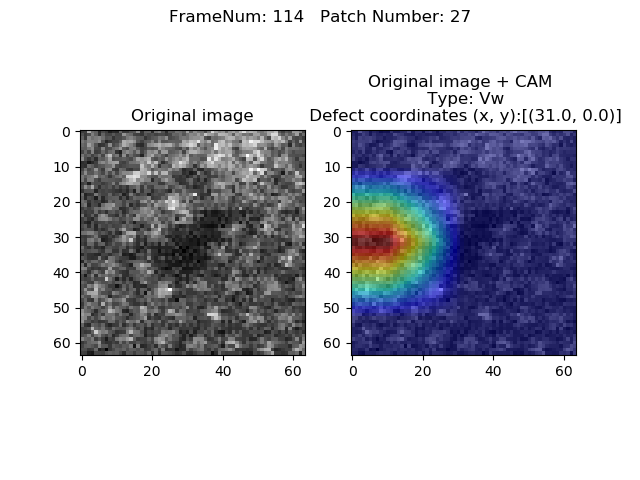 FrameNum: 114   Patch Number: 27
Original image
0
10
20
30
40
50
60
0 20 40 60
Original image + CAM
Type: Vw
Defect coordinates (x, y):[(31.0, 0.0)]
0
10
20
30
40
50
60
0 20 40 60